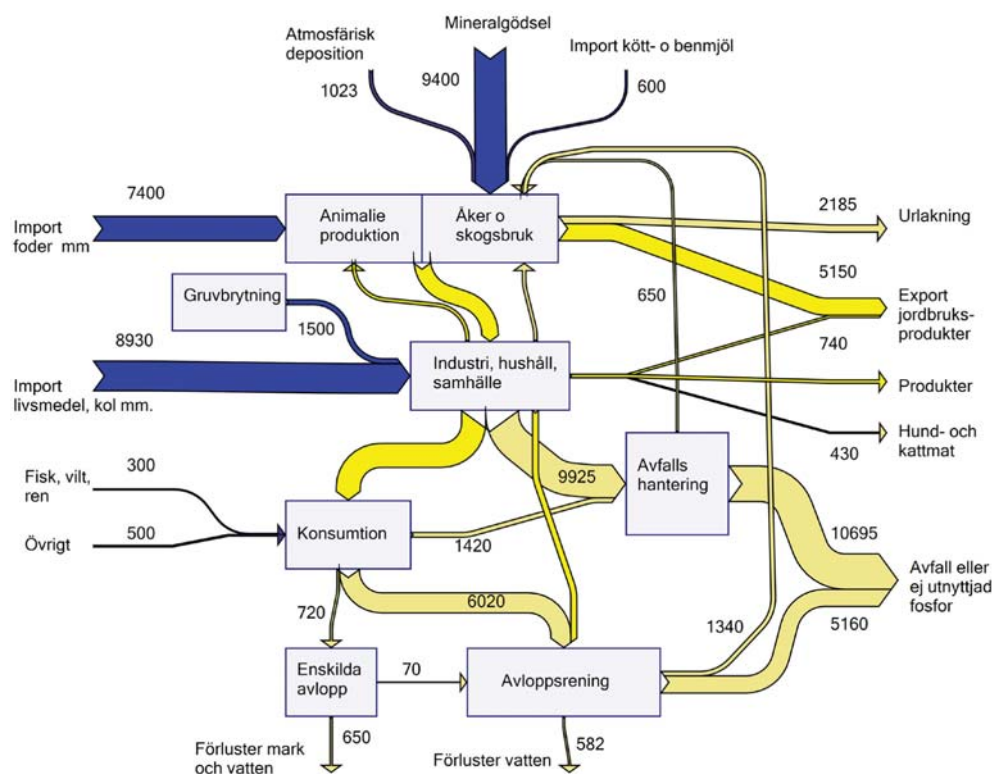 Mineralgödsel
Atmosfärisk
deposition
Import kött- o benmjöl
1023
9400
600
7400
Import
foder mm
Animalie
produktion
Åker o
skogsbruk
2185
Urlakning
5150
Export
jordbruks-
produkter
Gruvbrytning
650
1500
740
8930
Import
livsmedel, kol mm.
Industri, hushåll,
samhälle
Produkter
Hund- och
kattmat
430
Fisk, vilt,
ren
300
9925
Avfalls
hantering
Övrigt
500
Konsumtion
1420
10695
Avfall eller
ej utnyttjad
fosfor
720
6020
1340
5160
Enskilda
avlopp
70
Avloppsrening
650
582
Förluster mark
och vatten
Förluster vatten